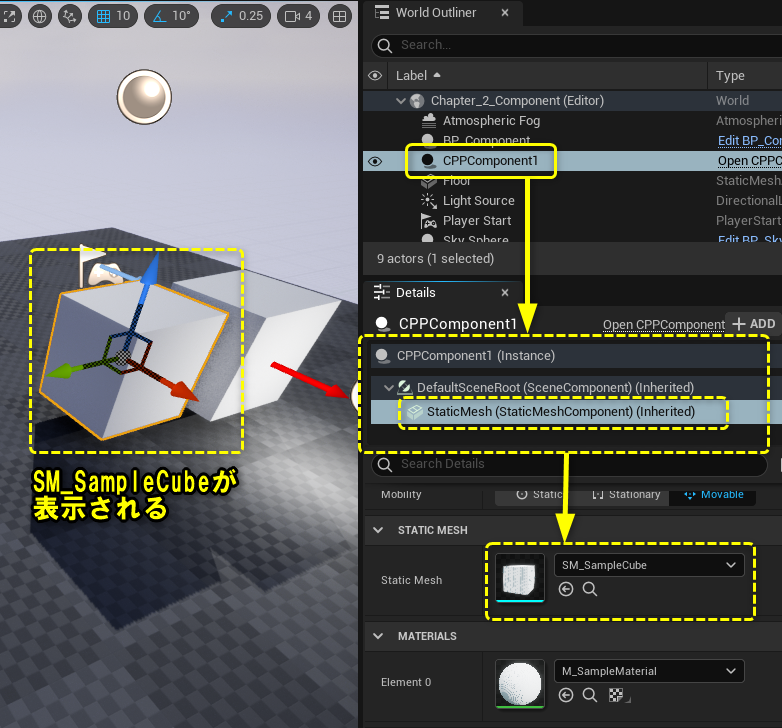 10
10°
0.25
4
World Outliner
Search...
Label
Type
Chapter_2_Component (Editor)
World
Atmospheric Fog
Atmospheri
BP_Component
Edit BP_Cor
CPPComponent1
Open CPPC
Floor
StaticMesh
Light Source
DirectionalL
Player Start
PlayerStart
Sky Sphere
Edit BP_Sky
9 actors (1 selected)
Details
CPPComponent1
Open CPPComponent
ADD
CPPComponent1 (Instance)
DefaultSceneRoot (SceneComponent) (Inherited)
StaticMesh (StaticMeshComponent) (Inherited)
Search Details
SM_SampleCubeが
表示される
Mobility
Static
Stationary
Movable
STATIC MESH
Static Mesh
SM_SampleCube
MATERIALS
Element 0
M_SampleMaterial